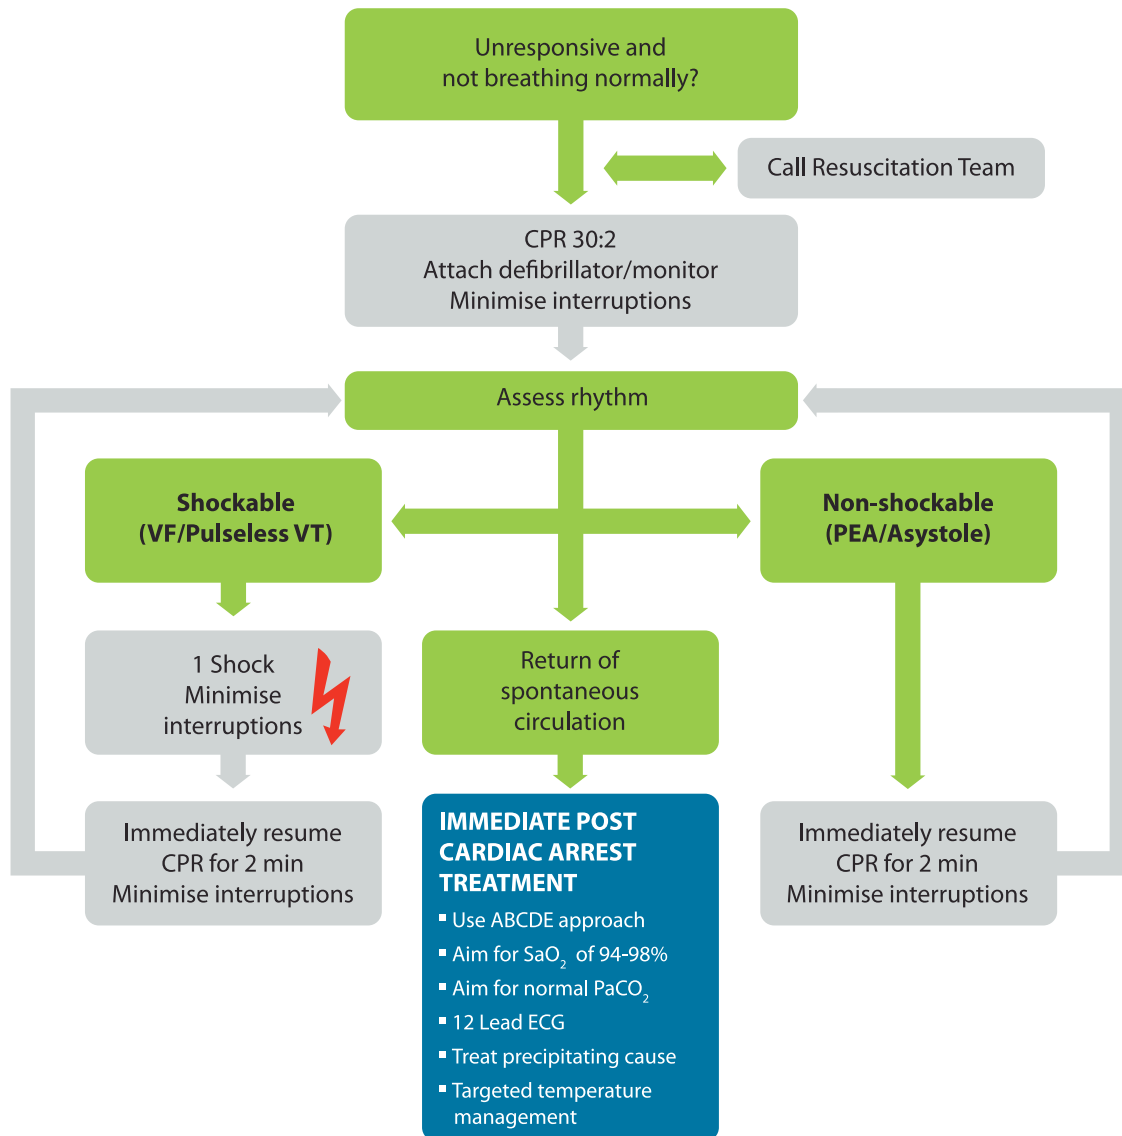 Unresponsive and
not breathing normally?
Call Resuscitation Team
CPR 30:2
Attach defibrillator/monitor
Minimise interruptions
Assess rhythm
Shockable
(VF/Pulseless VT)
Non-shockable
(PEA/Asystole)
1 Shock
Minimise
interruptions
Return of
spontaneous
circulation
Immediately resume
CPR for 2 min
Minimise interruptions
IMMEDIATE POST
CARDIAC ARREST
TREATMENT
▪ Use ABCDE approach
▪ Aim for SaO₂ of 94-98%
▪ Aim for normal PaCO₂
▪ 12 Lead ECG
▪ Treat precipitating cause
▪ Targeted temperature
management
Immediately resume
CPR for 2 min
Minimise interruptions